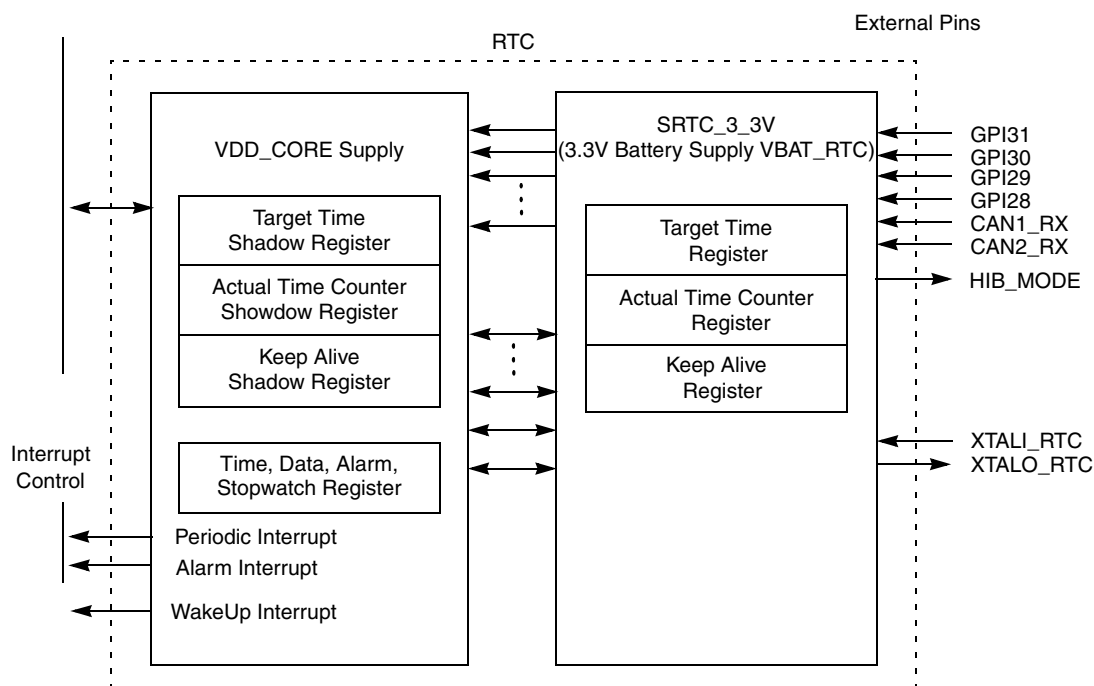 External Pins
RTC
VDD_CORE Supply
SRTC_3_3V
(3.3V Battery Supply VBAT_RTC)
Target Time
Shadow Register
Actual Time Counter
Showdow Register
Keep Alive
Shadow Register
Time, Data, Alarm,
Stopwatch Register
Target Time
Register
Actual Time Counter
Register
Keep Alive
Register
GPI31
GPI30
GPI29
GPI28
CAN1_RX
CAN2_RX
HIB_MODE
XTALI_RTC
XTALO_RTC
Interrupt
Control
Periodic Interrupt
Alarm Interrupt
WakeUp Interrupt